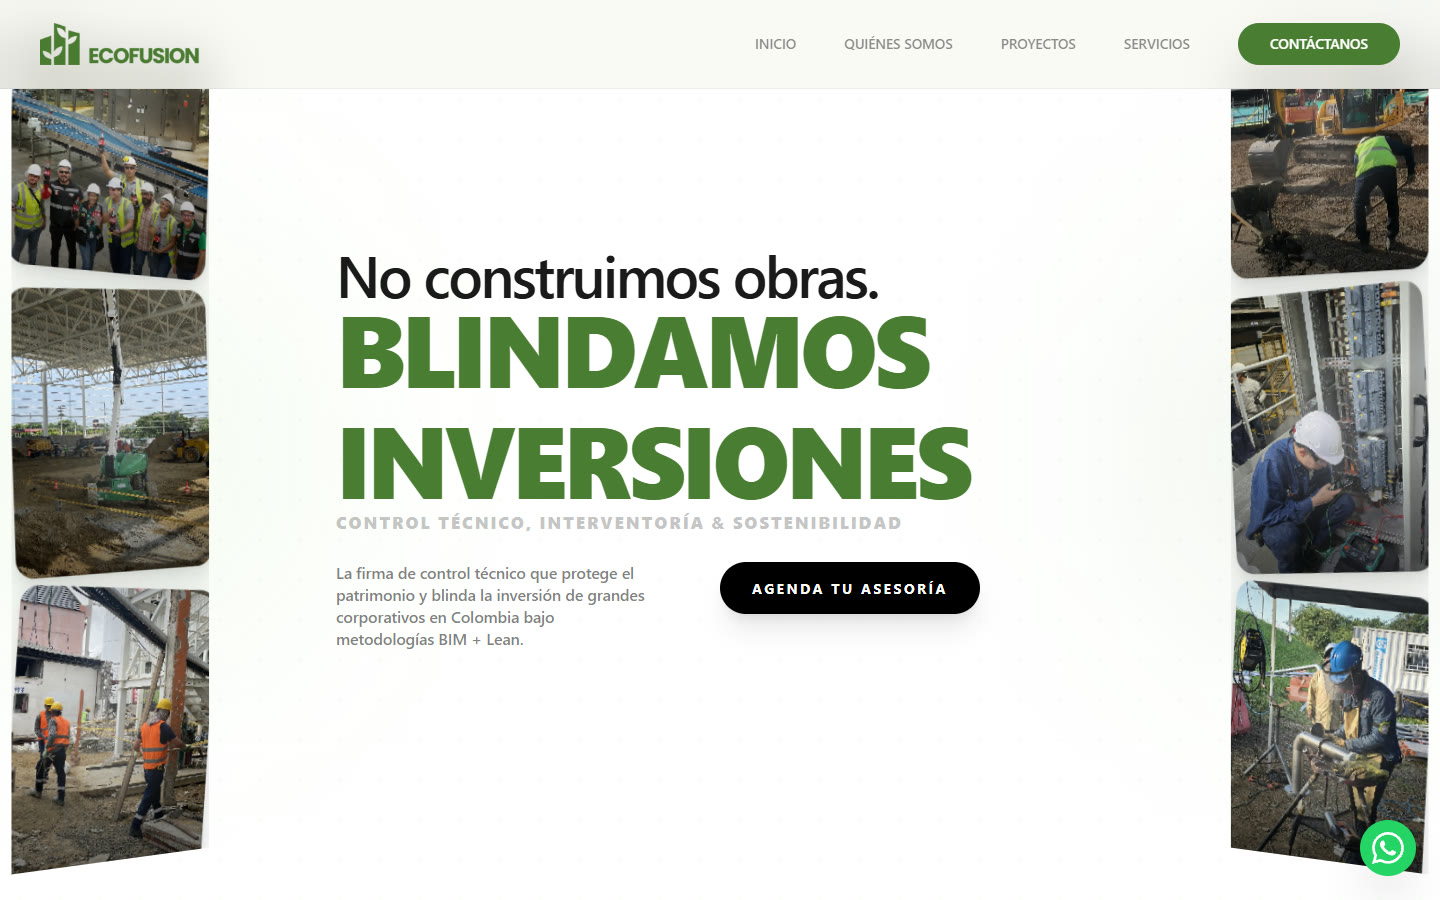 ECOFUSION
INICIO
QUIÉNES SOMOS
PROYECTOS
SERVICIOS
CONTÁCTANOS
No construimos obras.
BLINDAMOS
INVERSIONES
CONTROL TÉCNICO, INTERVENTORÍA & SOSTENIBILIDAD
La firma de control técnico que protege el
patrimonio y blinda la inversión de grandes
corporativos en Colombia bajo
metodologías BIM + Lean.
AGENDA TU ASESORÍA